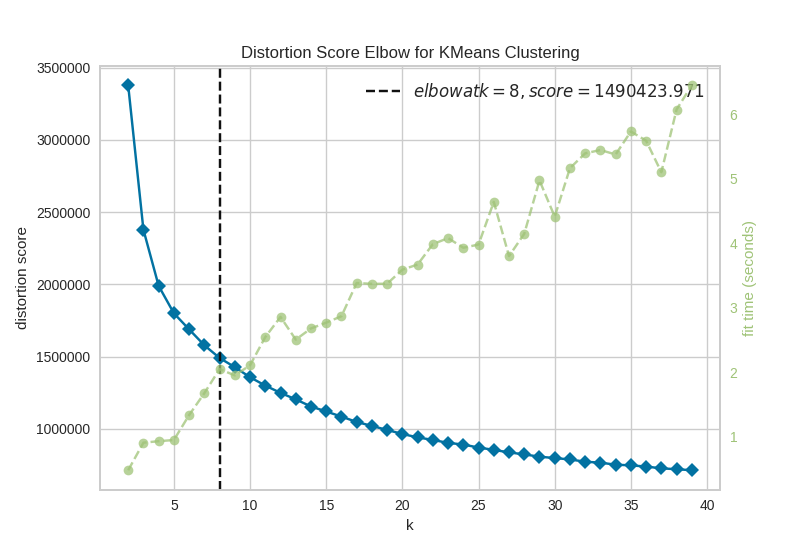 Distortion Score Elbow for KMeans Clustering
elbowatk = 8, score = 1490423.971
3500000
3000000
2500000
2000000
1500000
1000000
distortion score
6
5
4
3
2
1
fit time (seconds)
5 10 15 20 25 30 35 40
k